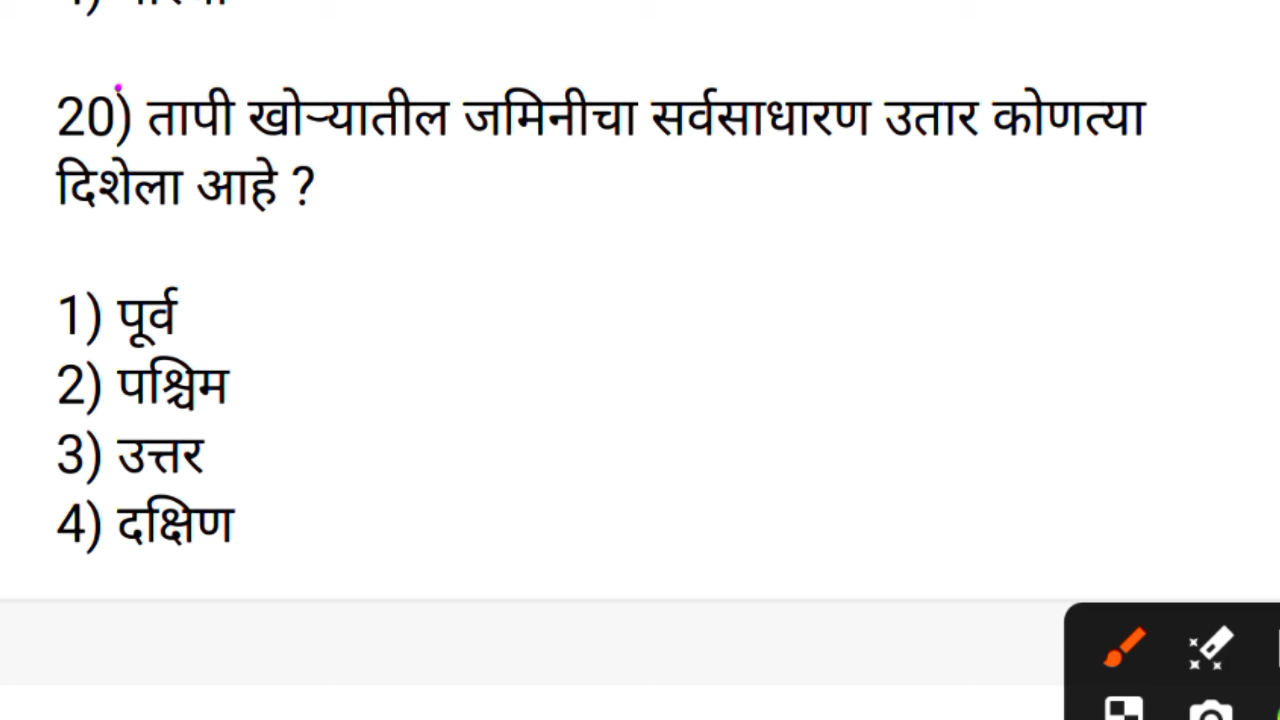 20) तापी खोऱ्यातील जमिनीचा सर्वसाधारण उतार कोणत्या
दिशेला आहे ?
1) पूर्व
2) पश्चिम
3) उत्तर
4) दक्षिण